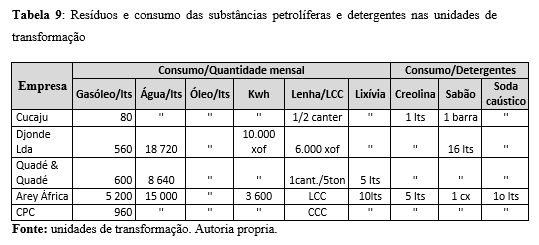 Tabela 9: Resíduos e consumo das substâncias petrolíferas e detergentes nas unidades de
transformação
Empresa Consumo/Quantidade mensal Consumo/Detergentes
Gasóleo/lts Água/lts Óleo/lts Kwh Lenha/LCC Lixívia Creolina Sabão Soda caústico
Cucaju 80 " " " 1/2 canter " 1 lts 1 barra "
Djonde Lda 560 18 720 " 10.000 xof 6.000 xof " " 16 lts "
Quadé & Quadé 600 8 640 " " 1cant./5ton 5 lts " " "
Arey África 5 200 15 000 " 3 600 LCC 10lts 5 lts 1 cx 1o lts
CPC 960 " " " CCC " " " "
Fonte: unidades de transformação. Autoria propria.